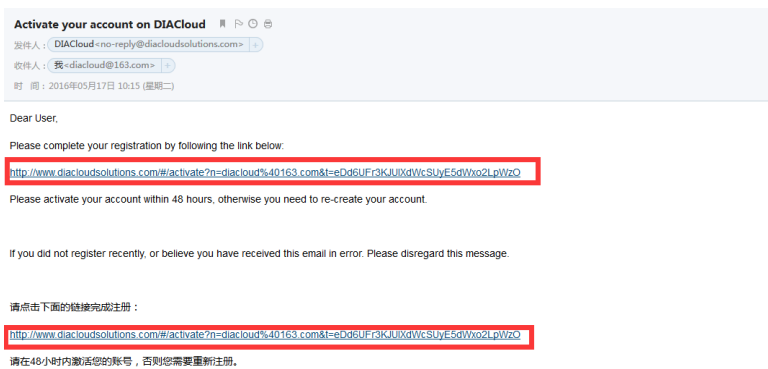 Activate your account on DIACloud
发件人：DIACloud<no-reply@diacloudsolutions.com> +
收件人：我<diacloud@163.com> +
时 间：2016年05月17日 10:15 (星期二)
Dear User,
Please complete your registration by following the link below:
http://www.diacloudsolutions.com/#/activate?n=diacloud%40163.com&t=eDd6UFr3KJUlXdWcSUyE5dWxo2LpWzO
Please activate your account within 48 hours, otherwise you need to re-create your account.
If you did not register recently, or believe you have received this email in error. Please disregard this message.
请点击下面的链接完成注册：
http://www.diacloudsolutions.com/#/activate?n=diacloud%40163.com&t=eDd6UFr3KJUlXdWcSUyE5dWxo2LpWzO
请在48小时内激活您的账号，否则您需要重新注册。